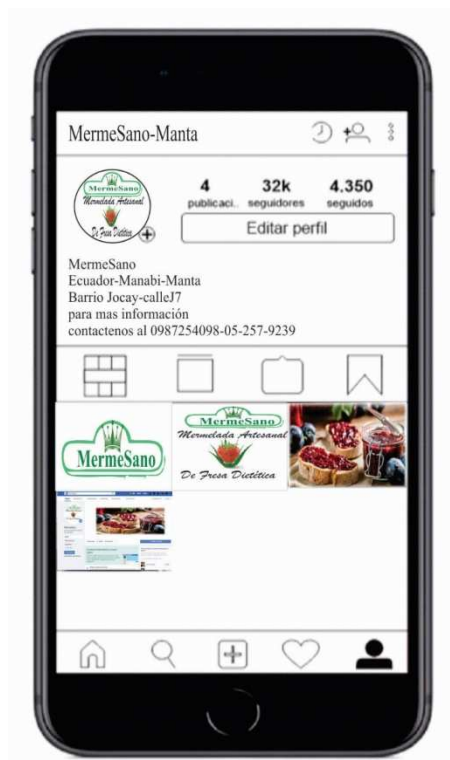 MermeSano-Manta
MermeSano
Mermelada Artesanal
De Fresa Dietética
4 32k 4.350
publicaci.. seguidores seguidos
Editar perfil
MermeSano
Ecuador-Manabi-Manta
Barrio Jocay-calleJ7
para mas información
contactenos al 0987254098-05-257-9239
MermeSano
MermeSano
Mermelada Artesanal
De Fresa Dietética